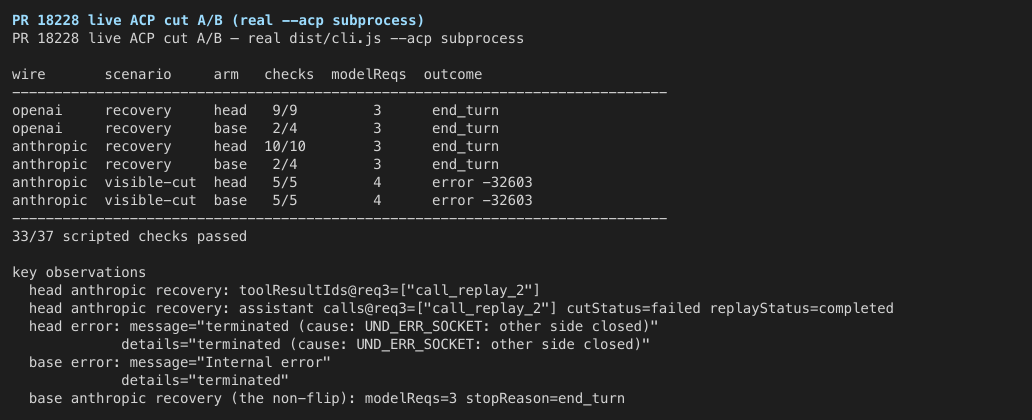 PR 18228 live ACP cut A/B (real --acp subprocess)
PR 18228 live ACP cut A/B — real dist/cli.js --acp subprocess
wire scenario arm checks modelReqs outcome
openai recovery head 9/9 3 end_turn
openai recovery base 2/4 3 end_turn
anthropic recovery head 10/10 3 end_turn
anthropic recovery base 2/4 3 end_turn
anthropic visible-cut head 5/5 4 error -32603
anthropic visible-cut base 5/5 4 error -32603
33/37 scripted checks passed
key observations
head anthropic recovery: toolResultIds@req3=["call_replay_2"]
head anthropic recovery: assistant calls@req3=["call_replay_2"] cutStatus=failed replayStatus=completed
head error: message="terminated (cause: UND_ERR_SOCKET: other side closed)"
details="terminated (cause: UND_ERR_SOCKET: other side closed)"
base error: message="Internal error"
details="terminated"
base anthropic recovery (the non-flip): modelReqs=3 stopReason=end_turn